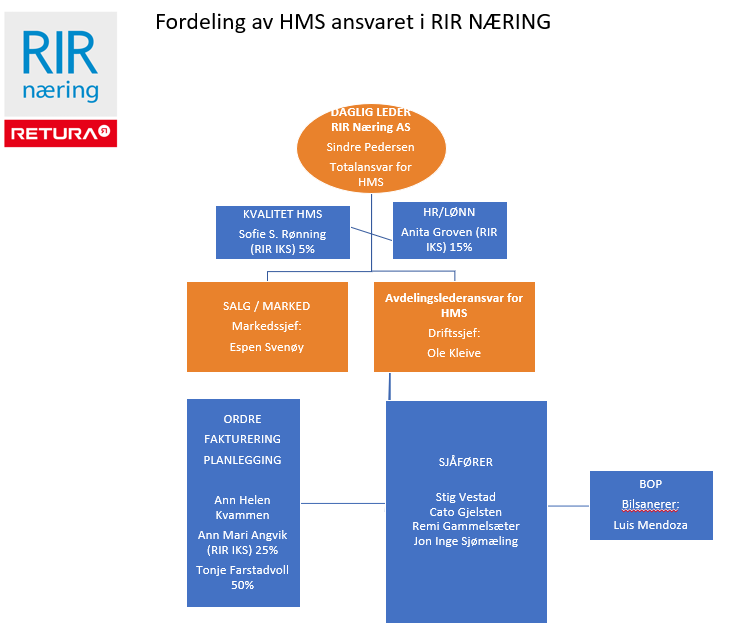 Fordeling av HMS ansvaret i RIR NÆRING
RIR
næring
RETURA
DAGLIG LEDER
RIR Næring AS
Sindre Pedersen
Totalansvar for
HMS
KVALITET HMS
Sofie S. Rønning
(RIR IKS) 5%
HR/LØNN
Anita Groven (RIR
IKS) 15%
SALG / MARKED
Markedssjef:
Espen Svenøy
Avdelingslederansvar for
HMS
Driftssjef:
Ole Kleive
ORDRE
FAKTURERING
PLANLEGGING
Ann Helen
Kvammen
Ann Mari Angvik
(RIR IKS) 25%
Tonje Farstadvoll
50%
SJÅFØRER
Stig Vestad
Cato Gjelsten
Remi Gammelsæter
Jon Inge Sjømæling
BOP
Bilsanerer:
Luis Mendoza